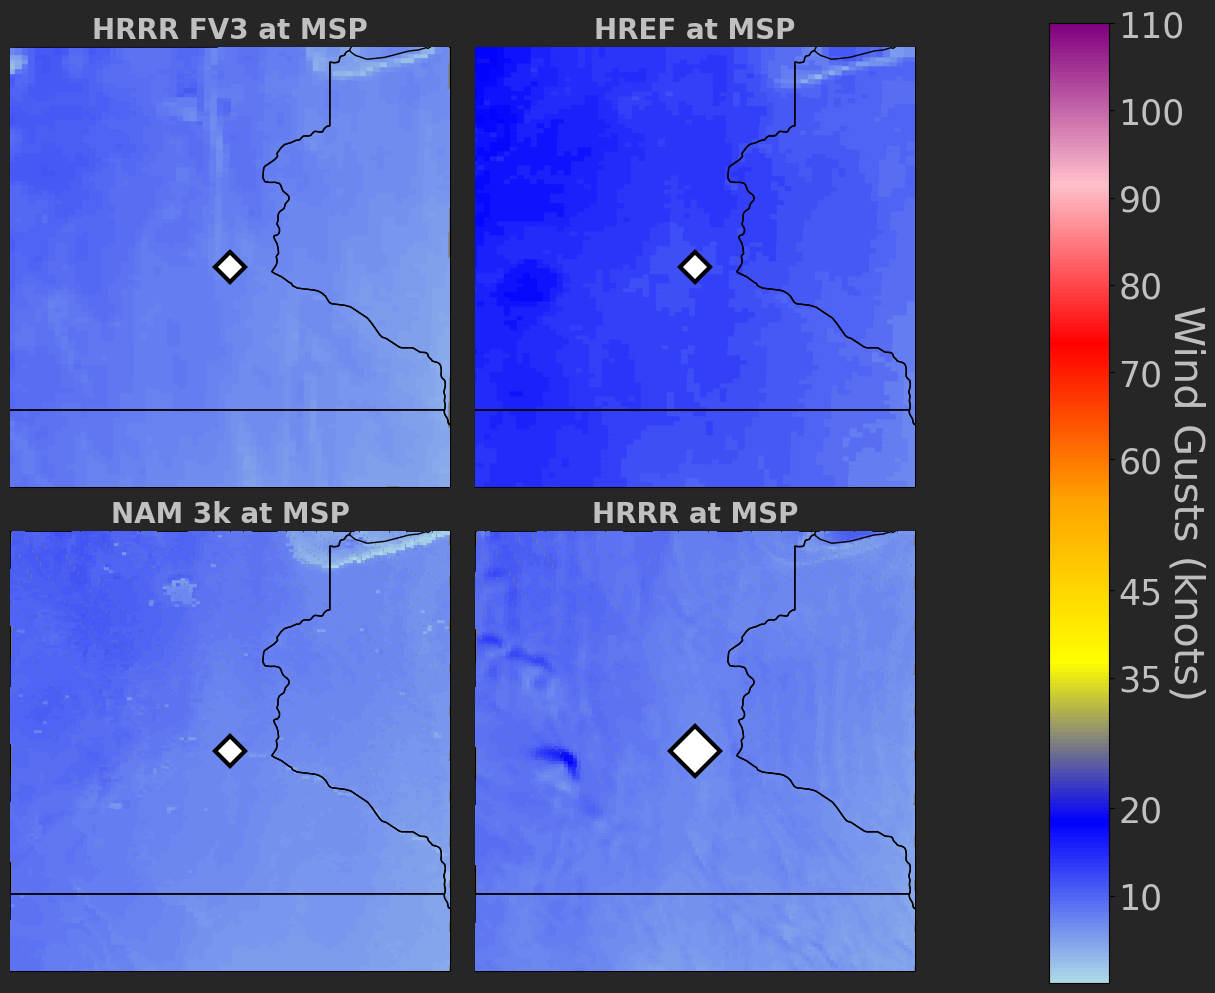 HRRR FV3 at MSP
HREF at MSP
NAM 3k at MSP
HRRR at MSP
110
100
90
80
70
60
45
35
20
10
Wind Gusts (knots)